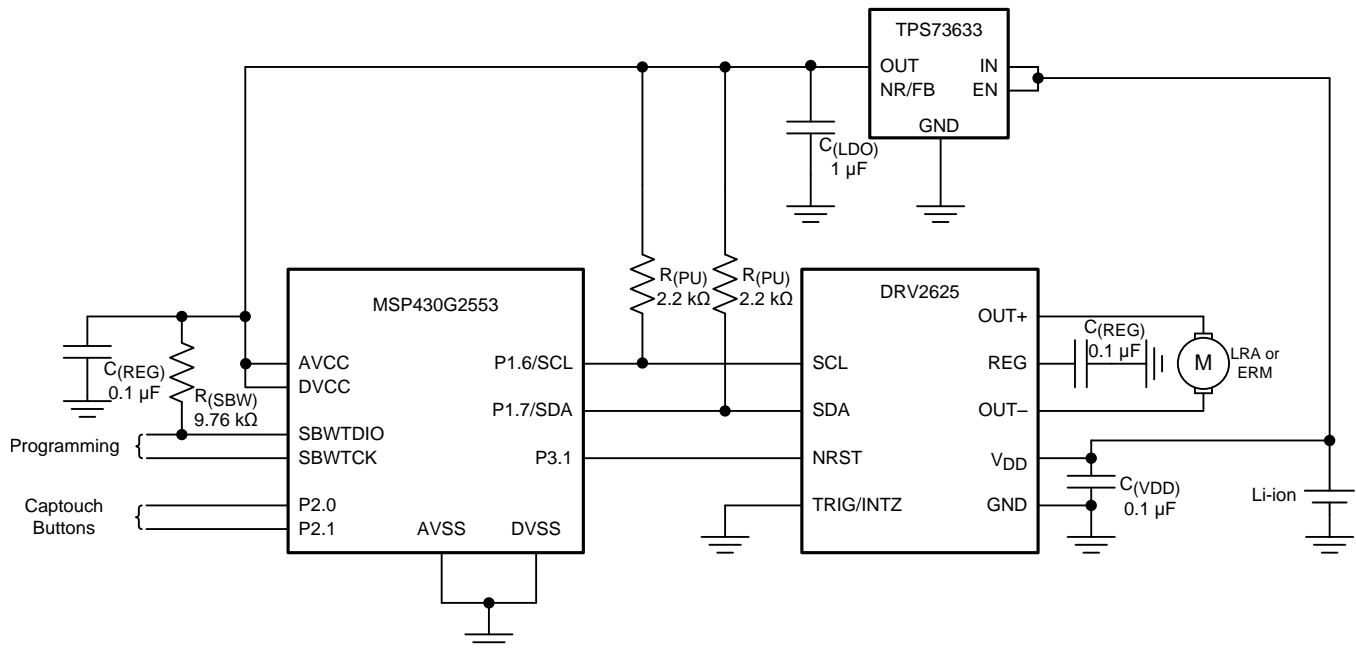 TPS73633
OUT
IN
NR/FB
EN
GND
C(LDO)
1 µF
R(PU)
2.2 kΩ
R(PU)
2.2 kΩ
MSP430G2553
AVCC
DVCC
P1.6/SCL
P1.7/SDA
SBWTDIO
SBWTCK
P3.1
P2.0
P2.1
AVSS
DVSS
C(REG)
0.1 µF
R(SBW)
9.76 kΩ
Programming
Captouch
Buttons
DRV2625
OUT+
SCL
REG
SDA
OUT–
NRST
VDD
TRIG/INTZ
GND
C(REG)
0.1 µF
M
LRA or
ERM
C(VDD)
0.1 µF
Li-ion